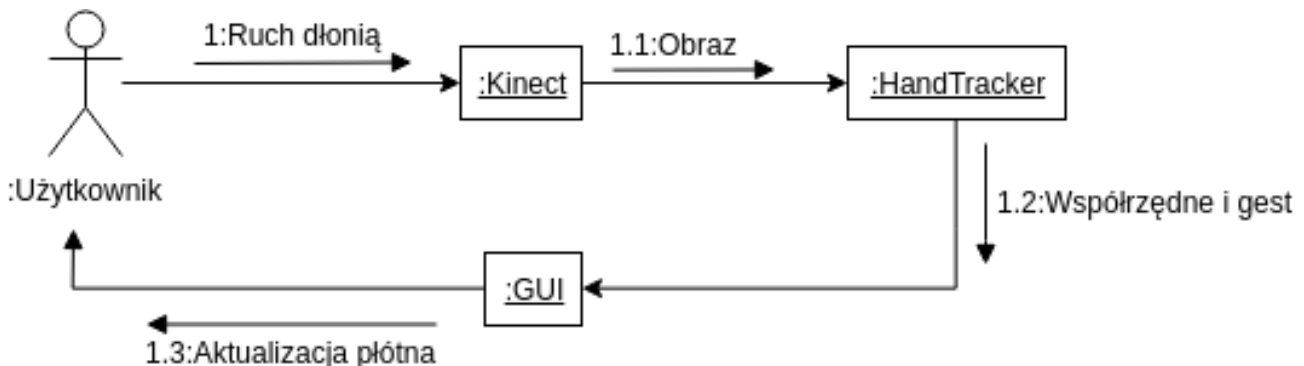 1:Ruch dłonią
1.1:Obraz
:Kinect
:HandTracker
:Użytkownik
1.2:Współrzędne i gest
:GUI
1.3:Aktualizacja płótna